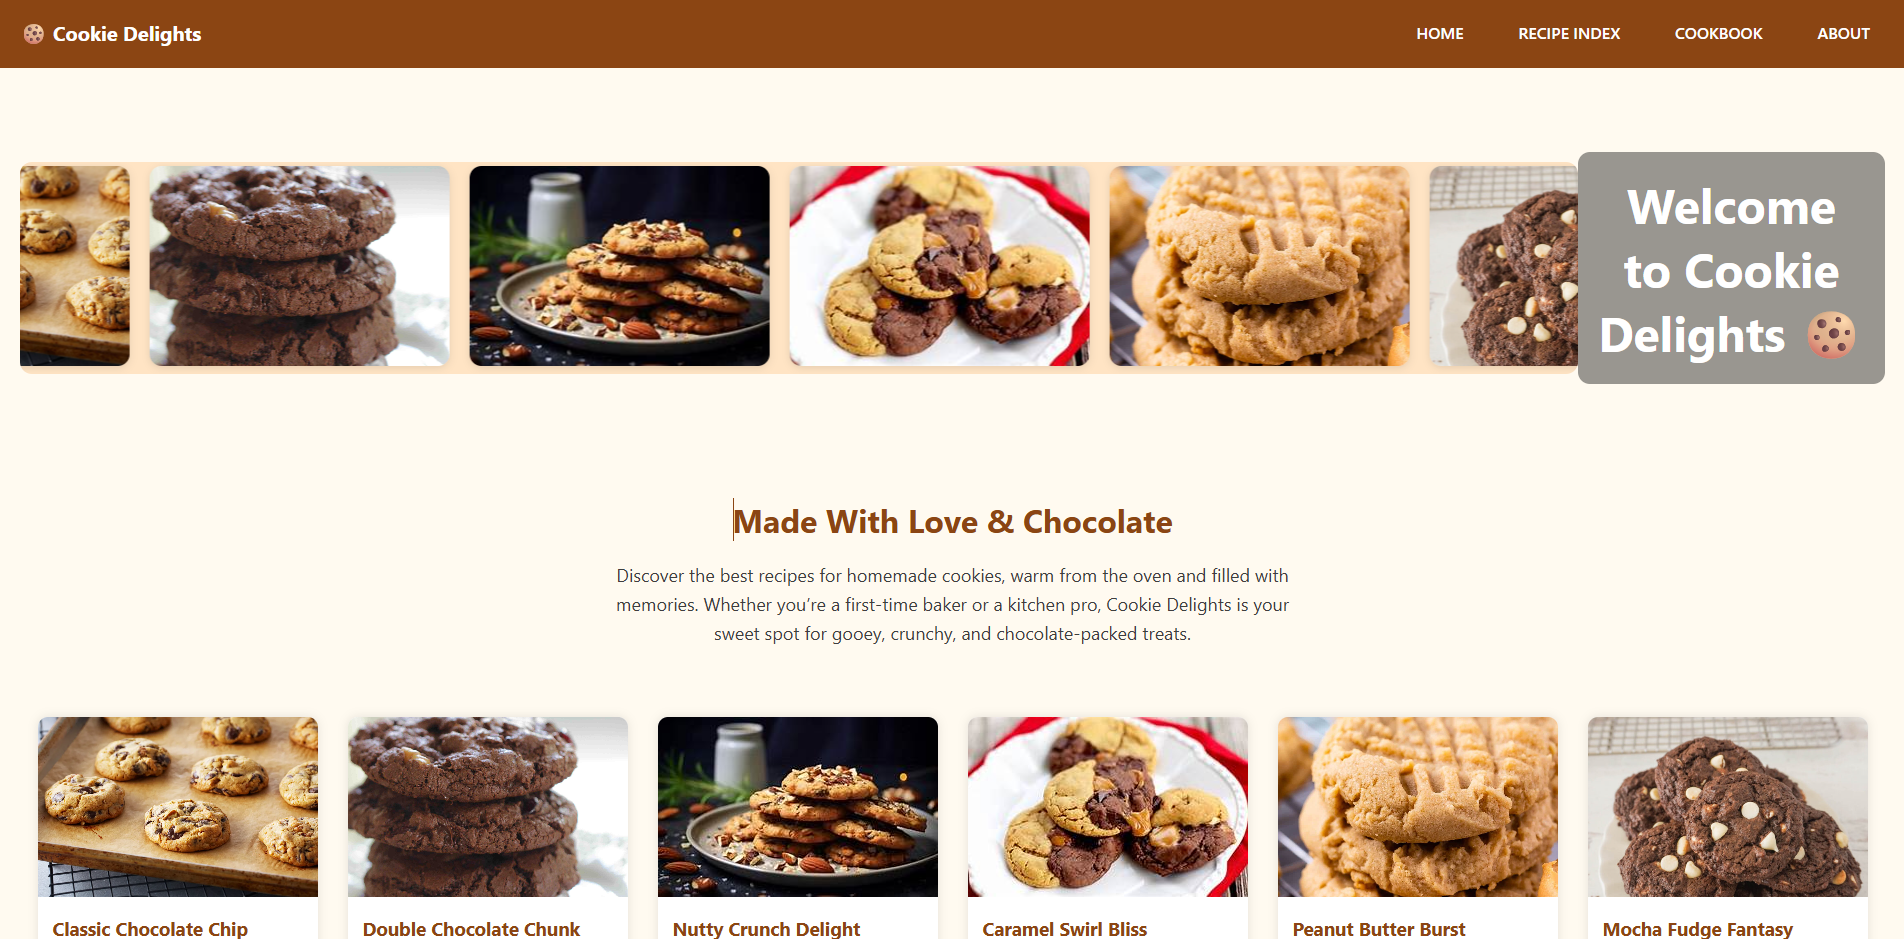 Cookie Delights
HOME
RECIPE INDEX
COOKBOOK
ABOUT
Welcome
to Cookie
Delights 🍪
Made With Love & Chocolate
Discover the best recipes for homemade cookies, warm from the oven and filled with
memories. Whether you're a first-time baker or a kitchen pro, Cookie Delights is your
sweet spot for gooey, crunchy, and chocolate-packed treats.
Classic Chocolate Chip
Double Chocolate Chunk
Nutty Crunch Delight
Caramel Swirl Bliss
Peanut Butter Burst
Mocha Fudge Fantasy